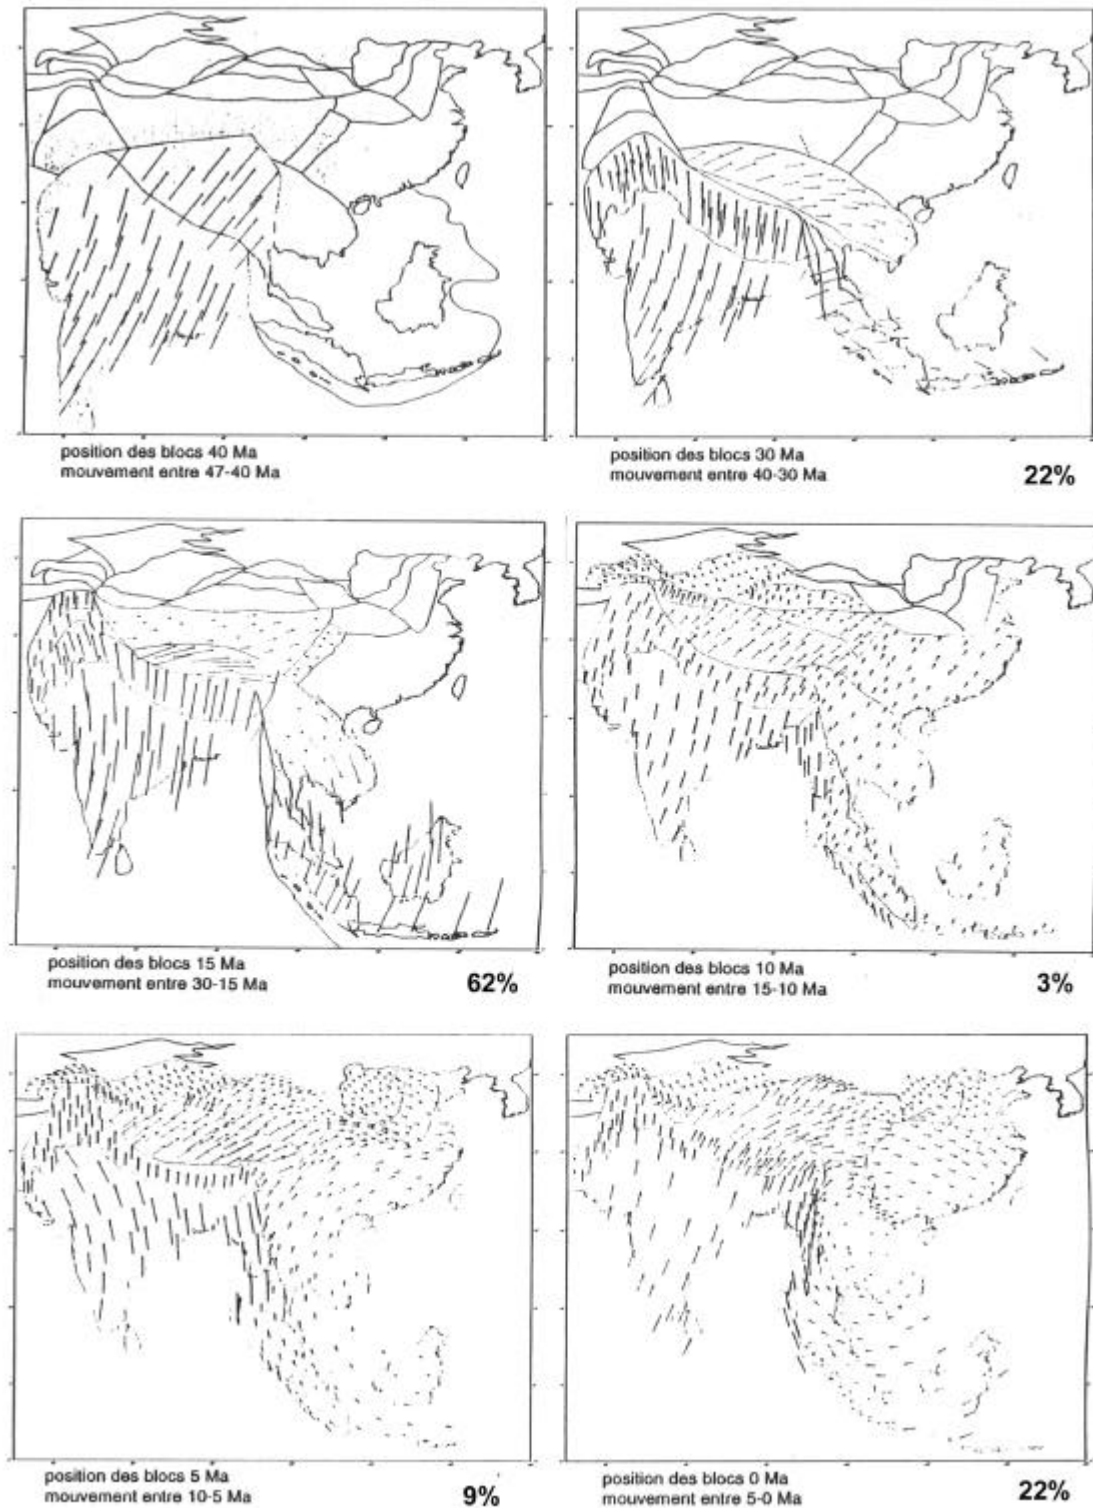 position des blocs 40 Ma
mouvement entre 47-40 Ma
position des blocs 30 Ma
mouvement entre 40-30 Ma
22%
position des blocs 15 Ma
mouvement entre 30-15 Ma
62%
position des blocs 10 Ma
mouvement entre 15-10 Ma
3%
position des blocs 5 Ma
mouvement entre 10-5 Ma
9%
position des blocs 0 Ma
mouvement entre 5-0 Ma
22%